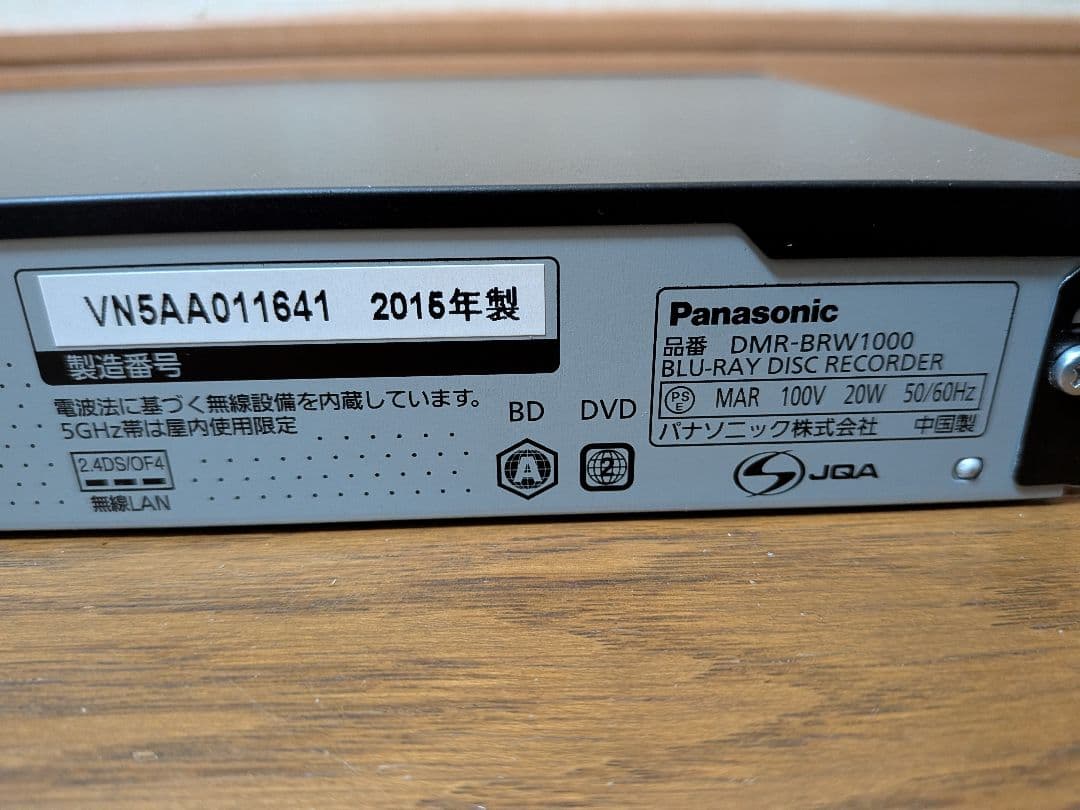 VN5AA011641 2015年製
製造番号
電波法に基づく無線設備を内蔵しています。
5GHz帯は屋内使用限定
2.4DS/OF4
無線LAN
BD
A
DVD
2
Panasonic
品番 DMR-BRW1000
BLU-RAY DISC RECORDER
PS
E
MAR 100V 20W 50/60Hz
パナソニック株式会社 中国製
JQA